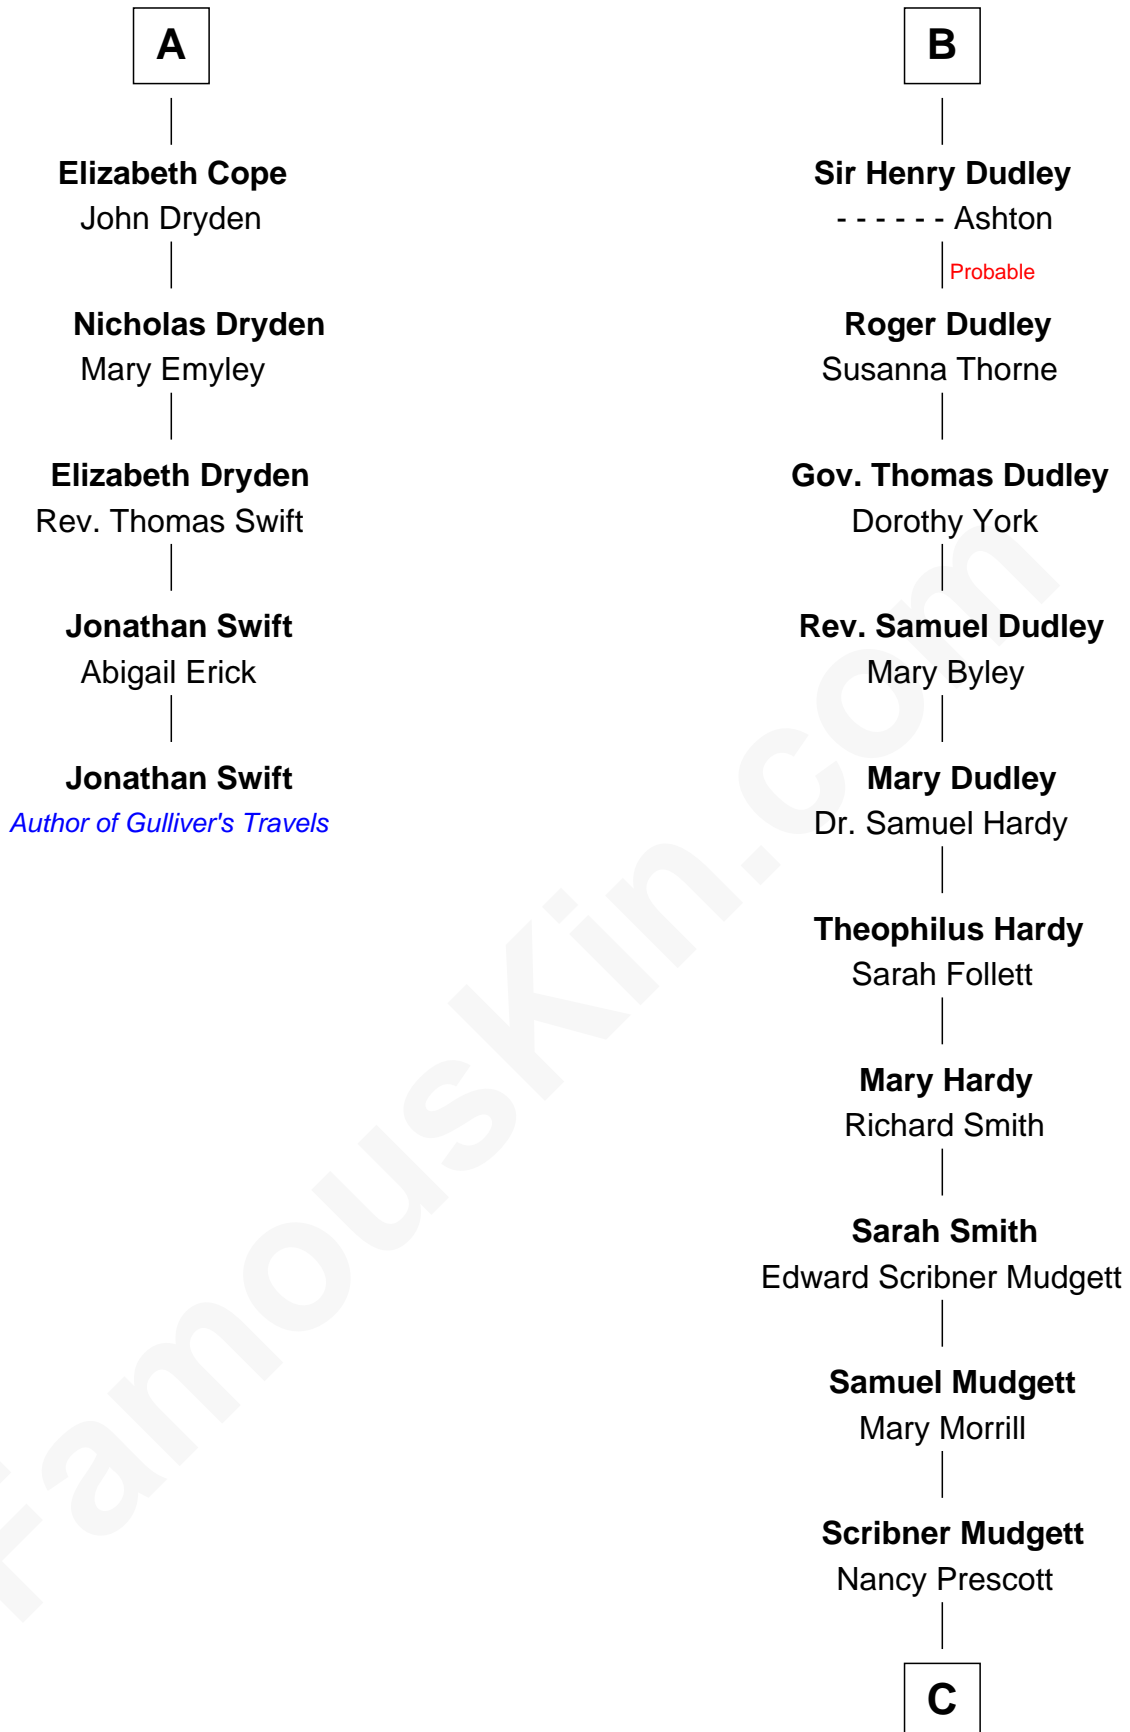 A
Elizabeth Cope
John Dryden
Nicholas Dryden
Mary Emyley
Elizabeth Dryden
Rev. Thomas Swift
Jonathan Swift
Abigail Erick
Jonathan Swift
Author of Gulliver's Travels
B
Sir Henry Dudley
- - - - - - Ashton
Probable
Roger Dudley
Susanna Thorne
Gov. Thomas Dudley
Dorothy York
Rev. Samuel Dudley
Mary Byley
Mary Dudley
Dr. Samuel Hardy
Theophilus Hardy
Sarah Follett
Mary Hardy
Richard Smith
Sarah Smith
Edward Scribner Mudgett
Samuel Mudgett
Mary Morrill
Scribner Mudgett
Nancy Prescott
C
FamousKin.com